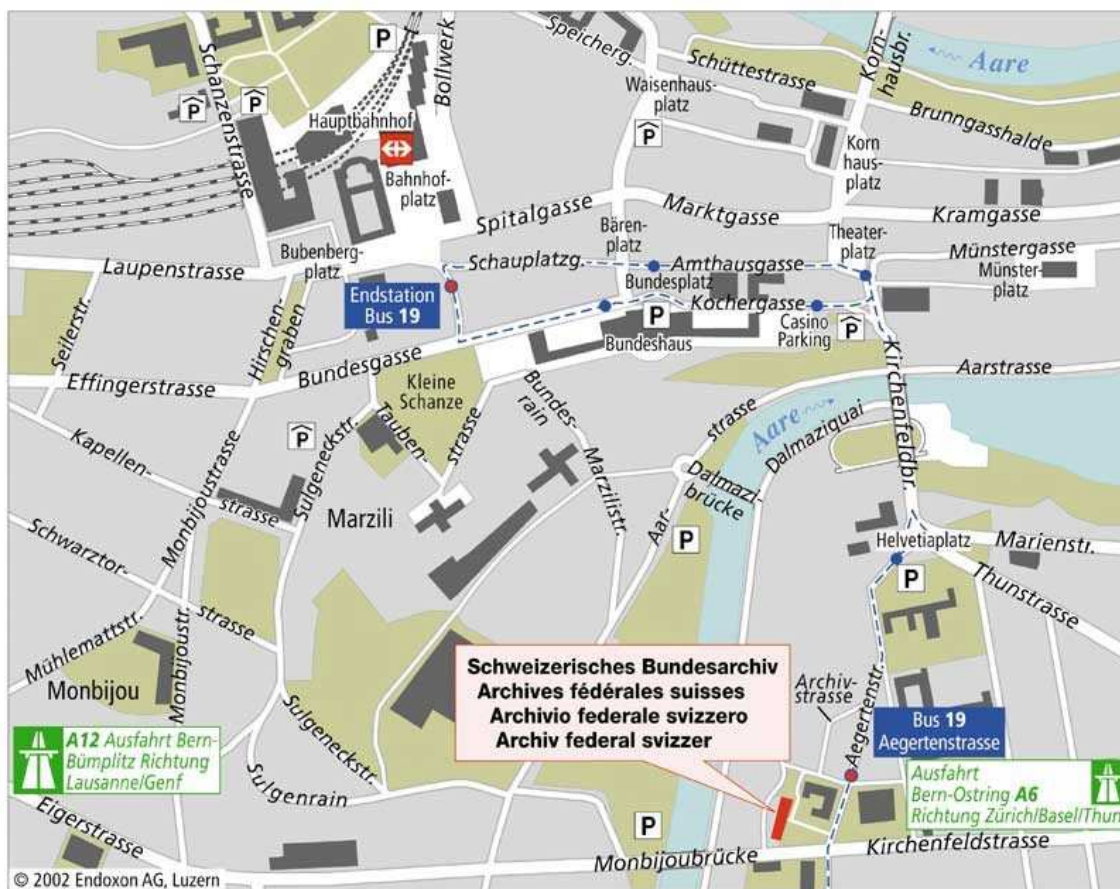 Schanzenstrasse
P
Bollwerk
Speicherg.
Waisenhaus-
platz
Schüttestrasse
Korn-
hausbr.
Aare
Brunngasshalde
P
P
P
Hauptbahnhof
Bahnhof-
platz
Korn
haus-
platz
Spitalgasse
Marktgasse
Kramgasse
Bubenberg-
platz
Laupenstrasse
Bären-
platz
Theater-
platz
Münstergasse
Münster-
platz
Schauplatzg.
Amthausgasse
Bundesplatz
Kochergasse
Endstation
Bus 19
P
Bundeshaus
Casino
Parking
P
Seilerstr.
Hirschen-
graben
Bundesgasse
Effingerstrasse
Kleine
Schanze
Tauben-
strasse
Bundes-
rain
Kirchenfeldbr.
Aarstrasse
Aare
Dalmaziquai
Aar-
strasse
Dalmazi-
brücke
P
Kapellen-
strasse
Monbijoustrasse
Sulgeneckstr.
Marzili
Marzilistr.
P
Schwarztor-
strasse
Helvetiaplatz
P
Marienstr.
Thunstrasse
Mühlemattstr.
Monbijoustr.
Monbijou
Schweizerisches Bundesarchiv
Archives fédérales suisses
Archivio federale svizzero
Archiv federal svizzer
Archiv-
strasse
Aegertenstr.
Bus 19
Aegertenstrasse
A12 Ausfahrt Bern-
Bümplitz Richtung
Lausanne/Genf
Sulgeneckstr.
Sulgenrain
Ausfahrt
Bern-Ostring A6
Richtung Zürich/Basel/Thun
Eigerstrasse
P
Monbijoubrücke
Kirchenfeldstrasse
© 2002 Endoxon AG, Luzern